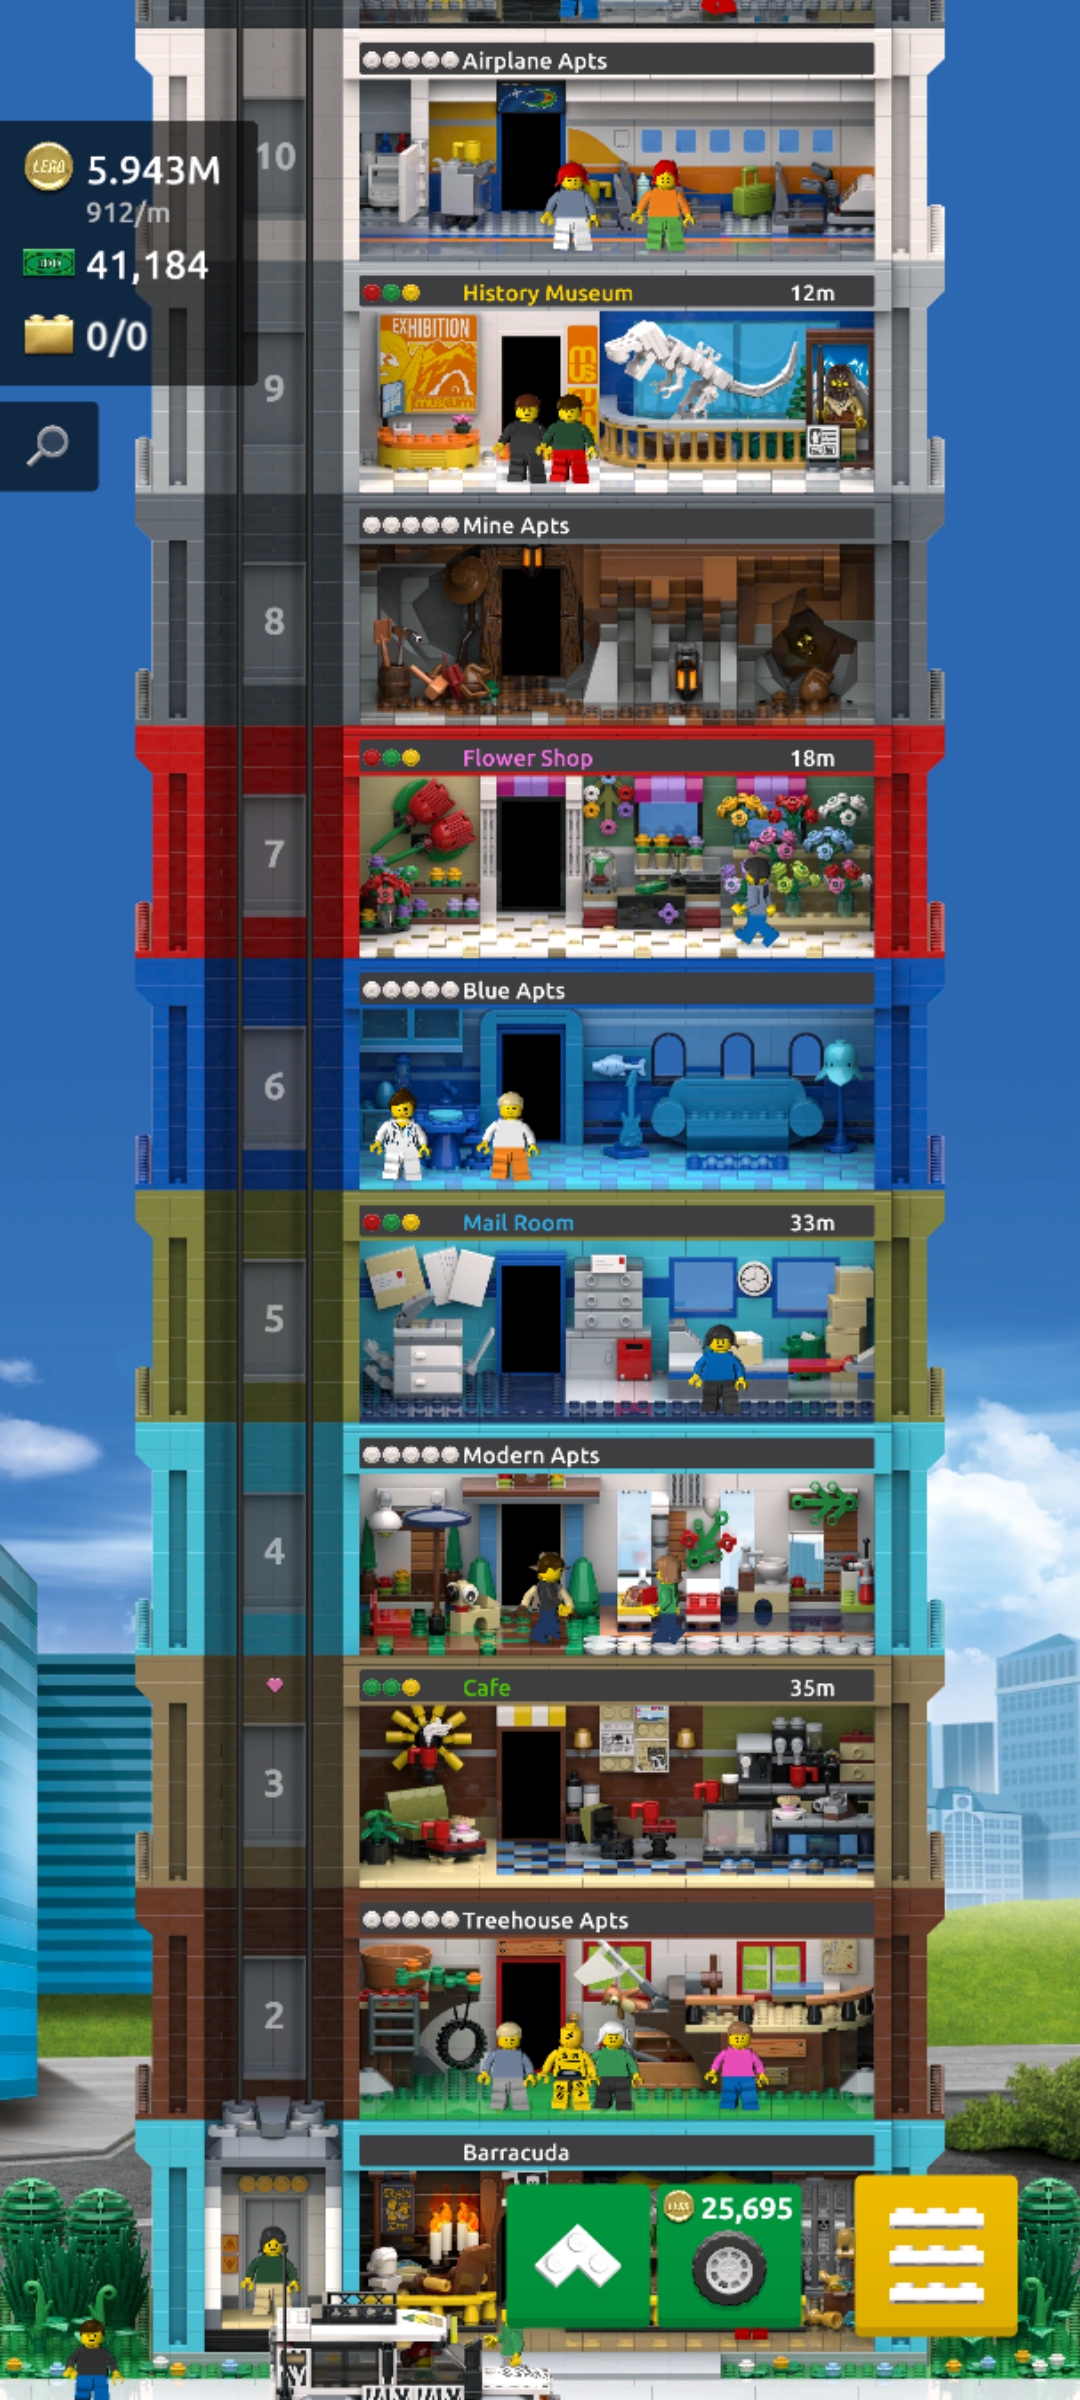 Airplane Apts
10
LEGO
5.943M
912/m
41,184
0/0
History Museum 12m
EXHIBITION
museum
9
Mine Apts
8
Flower Shop 18m
7
Blue Apts
6
Mail Room 33m
5
Modern Apts
4
Cafe 35m
3
Treehouse Apts
2
Barracuda
25,695